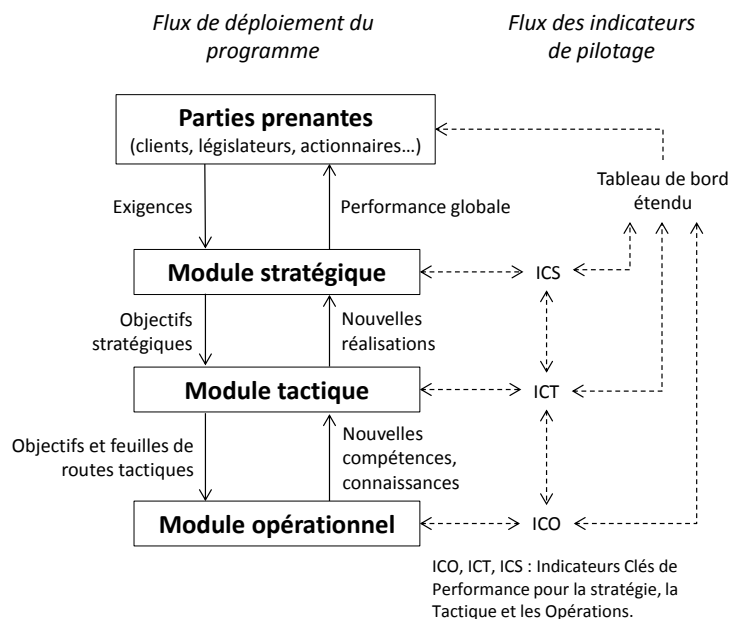 Flux de déploiement du
programme
Flux des indicateurs
de pilotage
Parties prenantes
(clients, législateurs, actionnaires…)
Tableau de bord
étendu
Exigences
Performance globale
Module stratégique
ICS
Objectifs
stratégiques
Nouvelles
réalisations
Module tactique
ICT
Objectifs et feuilles de
routes tactiques
Nouvelles
compétences,
connaissances
Module opérationnel
ICO
ICO, ICT, ICS : Indicateurs Clés de
Performance pour la stratégie, la
Tactique et les Opérations.